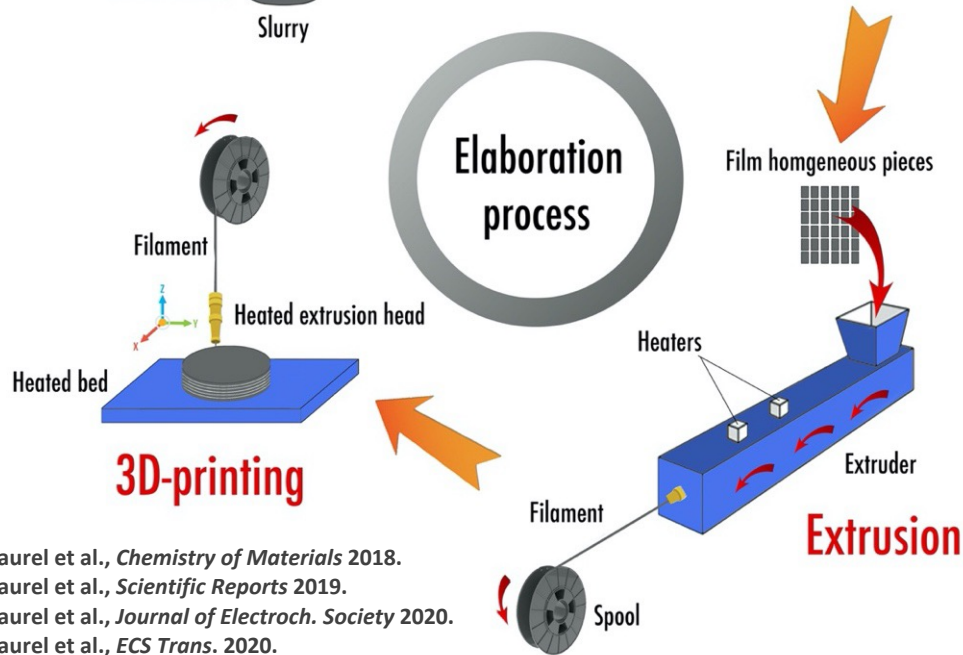 Slurry
Elaboration
process
Film homgeneous pieces
Filament
Z
Y
X
Heated extrusion head
Heaters
Heated bed
3D-printing
Extruder
Filament
Extrusion
Spool
aurel et al., Chemistry of Materials 2018.
aurel et al., Scientific Reports 2019.
aurel et al., Journal of Electroch. Society 2020.
aurel et al., ECS Trans. 2020.